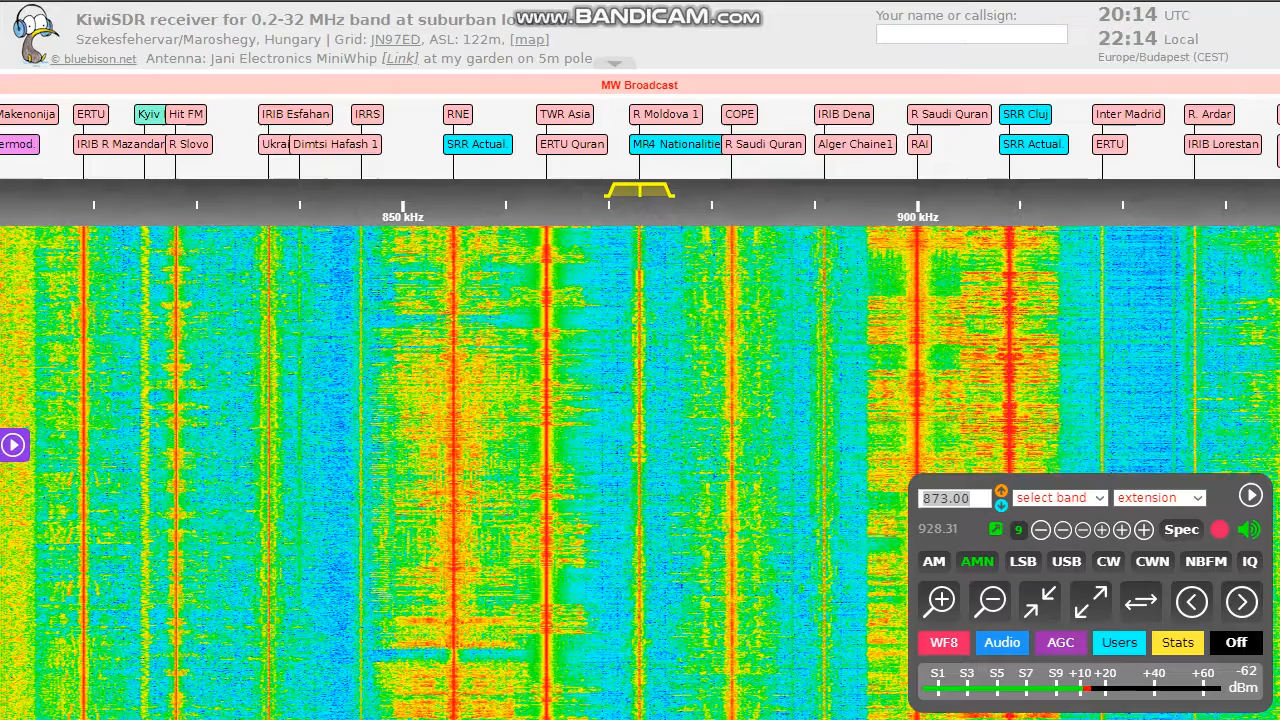 KiwiSDR receiver for 0.2-32 MHz band at suburban lo
www.BANDICAM.com
Your name or callsign:
20:14 UTC
Szekesfehervar/Maroshegy, Hungary | Grid: JN97ED, ASL: 122m, [map]
22:14 Local
© bluebison.net Antenna: Jani Electronics MiniWhip [Link] at my garden on 5m pole
Europe/Budapest (CEST)
MW Broadcast
Makenonija ERTU Kyiv Hit FM IRIB Esfahan IRRS RNE TWR Asia R Moldova 1 COPE IRIB Dena R Saudi Quran SRR Cluj Inter Madrid R. Ardar
ermod. IRIB R Mazandar R Slovo Ukrai Dimtsi Hafash 1 SRR Actual. ERTU Quran MR4 Nationalitie R Saudi Quran Alger Chaine1 RAI SRR Actual. ERTU IRIB Lorestan
850 kHz 900 kHz
873.00 select band extension
928.31 9 Spec
AM AMN LSB USB CW CWN NBFM IQ
WF8 Audio AGC Users Stats Off
S1 S3 S5 S7 S9 +10 +20 +40 +60 -62
dBm